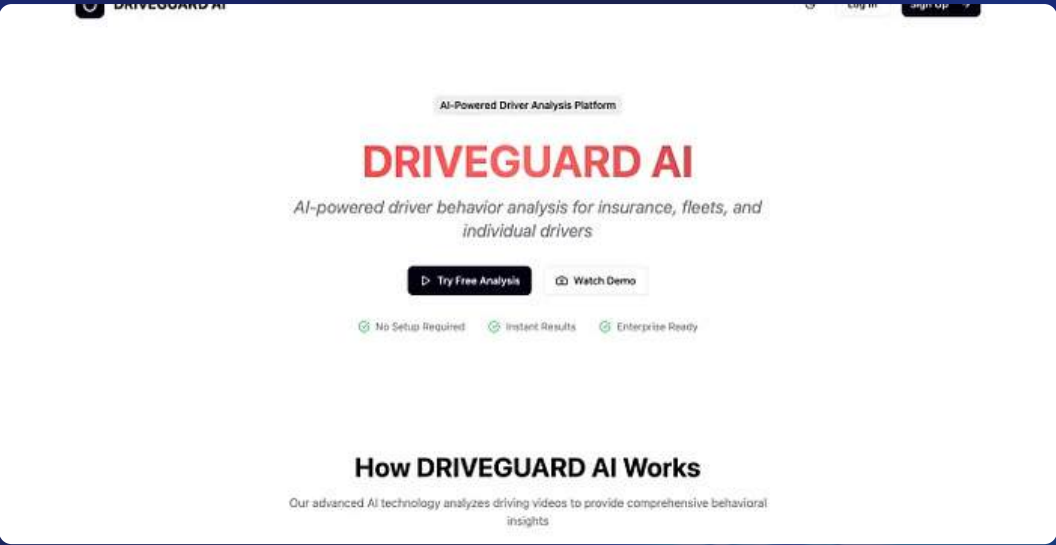 DRIVEGUARD AI
Log In
Sign Up
AI-Powered Driver Analysis Platform
DRIVEGUARD AI
AI-powered driver behavior analysis for insurance, fleets, and
individual drivers
Try Free Analysis
Watch Demo
No Setup Required
Instant Results
Enterprise Ready
How DRIVEGUARD AI Works
Our advanced AI technology analyzes driving videos to provide comprehensive behavioral
insights